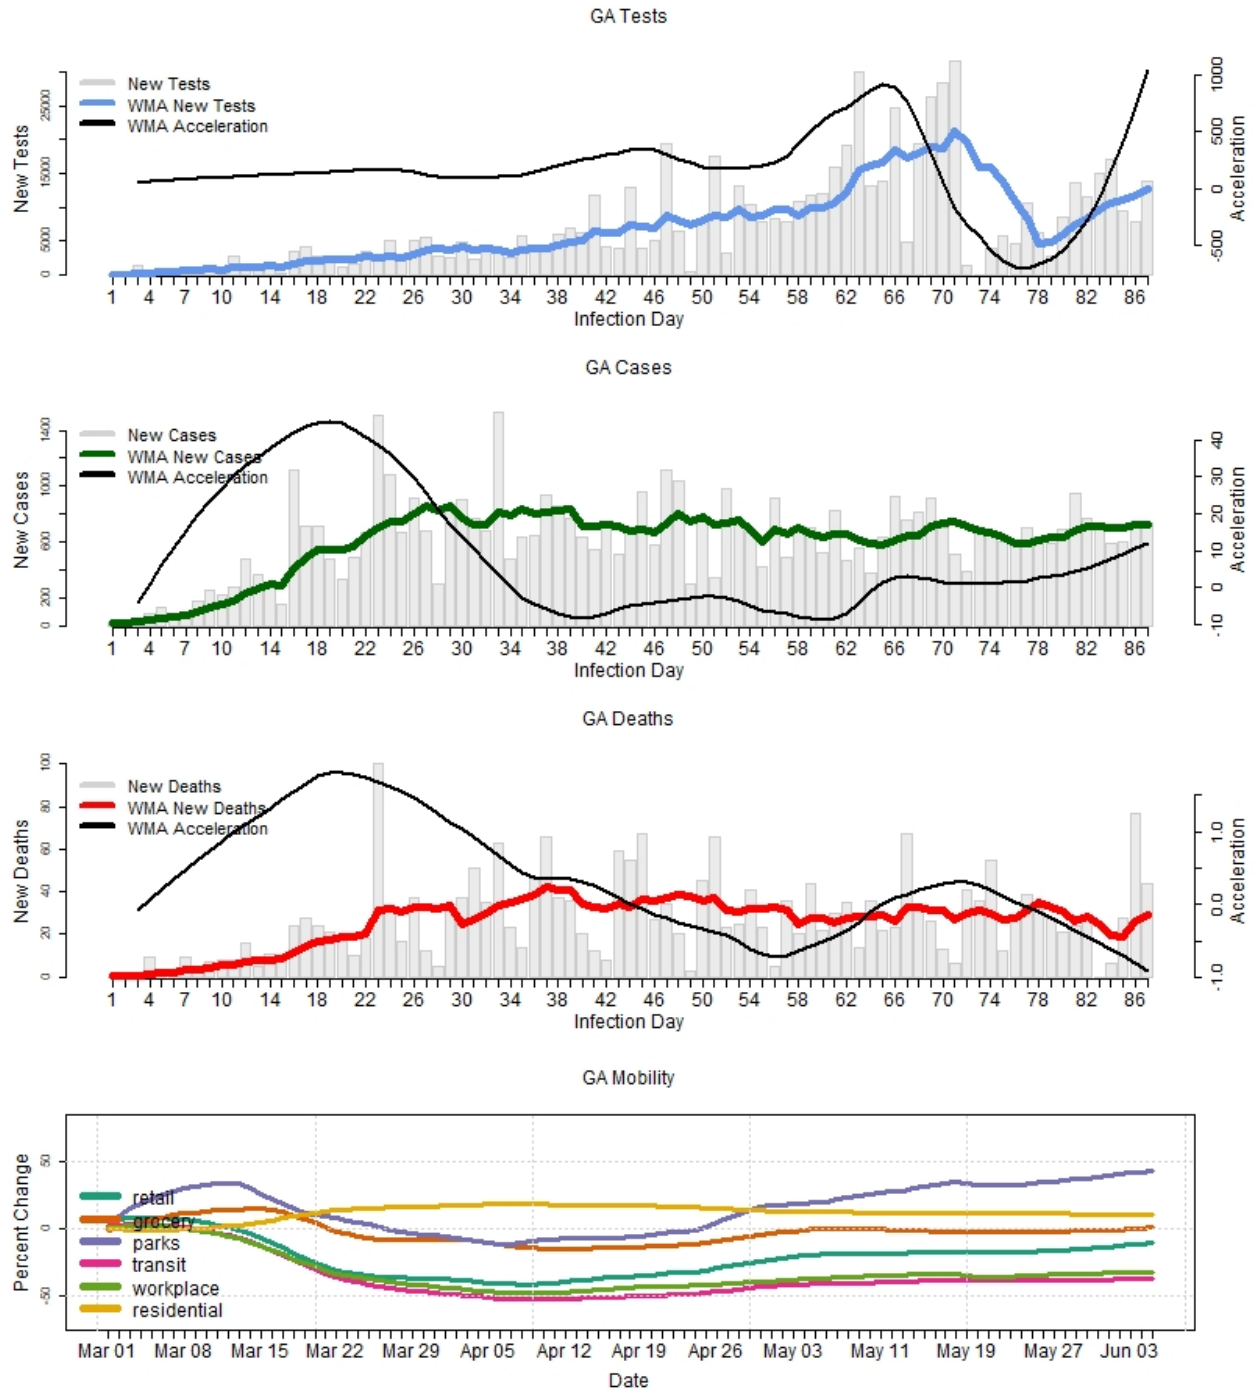 GA Tests
New Tests
WMA New Tests
WMA Acceleration
New Tests
0 5000 15000 25000
Acceleration
-500 0 500 1000
1 4 7 10 14 18 22 26 30 34 38 42 46 50 54 58 62 66 70 74 78 82 86
Infection Day
GA Cases
New Cases
WMA New Cases
WMA Acceleration
New Cases
0 200 600 1000 1400
Acceleration
-10 0 10 20 30 40
1 4 7 10 14 18 22 26 30 34 38 42 46 50 54 58 62 66 70 74 78 82 86
Infection Day
GA Deaths
New Deaths
WMA New Deaths
WMA Acceleration
New Deaths
0 20 40 60 80 100
Acceleration
-1.0 0.0 1.0
1 4 7 10 14 18 22 26 30 34 38 42 46 50 54 58 62 66 70 74 78 82 86
Infection Day
GA Mobility
retail
grocery
parks
transit
workplace
residential
Percent Change
-50 0 50
Mar 01 Mar 08 Mar 15 Mar 22 Mar 29 Apr 05 Apr 12 Apr 19 Apr 26 May 03 May 11 May 19 May 27 Jun 03
Date